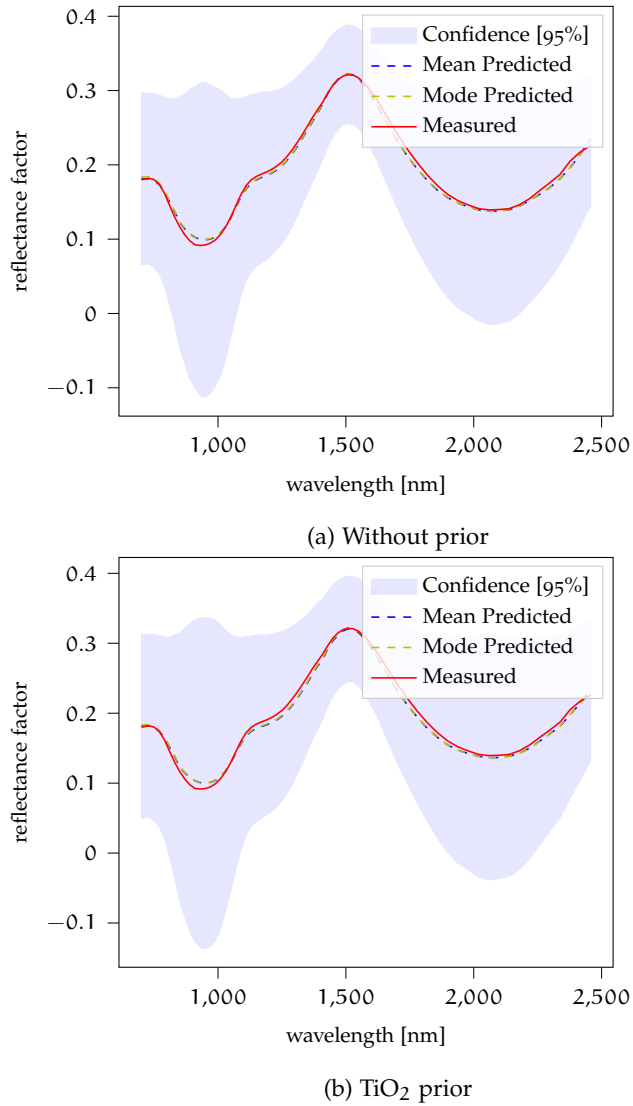 0.4
0.3
0.2
0.1
0
−0.1
reflectance factor
Confidence [95%]
Mean Predicted
Mode Predicted
Measured
1,000 1,500 2,000 2,500
wavelength [nm]
(a) Without prior
0.4
0.3
0.2
0.1
0
−0.1
reflectance factor
Confidence [95%]
Mean Predicted
Mode Predicted
Measured
1,000 1,500 2,000 2,500
wavelength [nm]
(b) TiO₂ prior